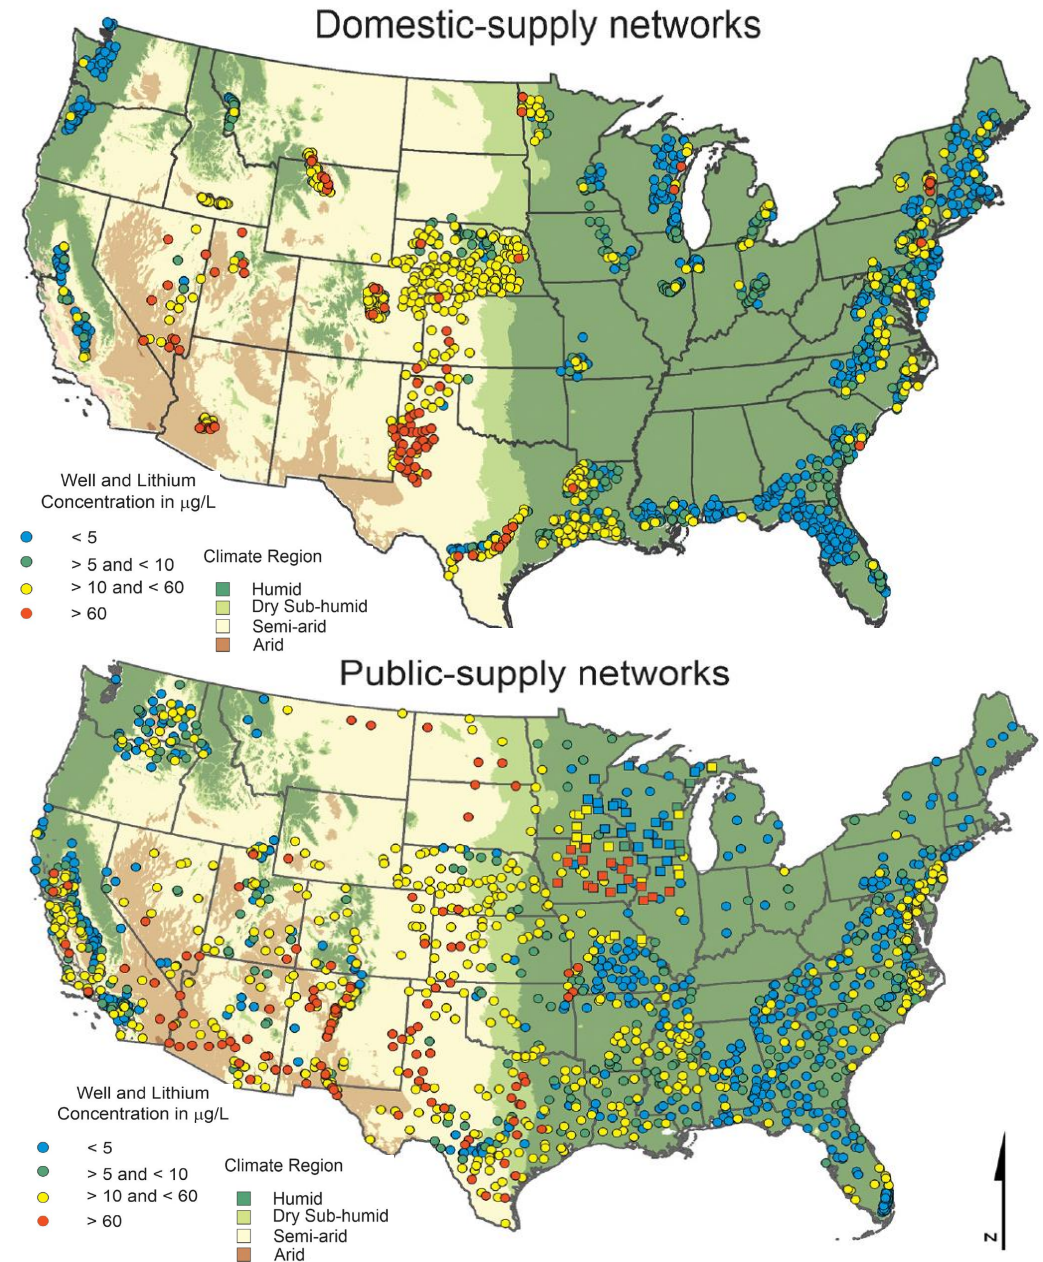 Domestic-supply networks
Well and Lithium
Concentration in µg/L
< 5
> 5 and < 10
> 10 and < 60
> 60
Climate Region
Humid
Dry Sub-humid
Semi-arid
Arid
Public-supply networks
Well and Lithium
Concentration in µg/L
< 5
> 5 and < 10
> 10 and < 60
> 60
Climate Region
Humid
Dry Sub-humid
Semi-arid
Arid
N